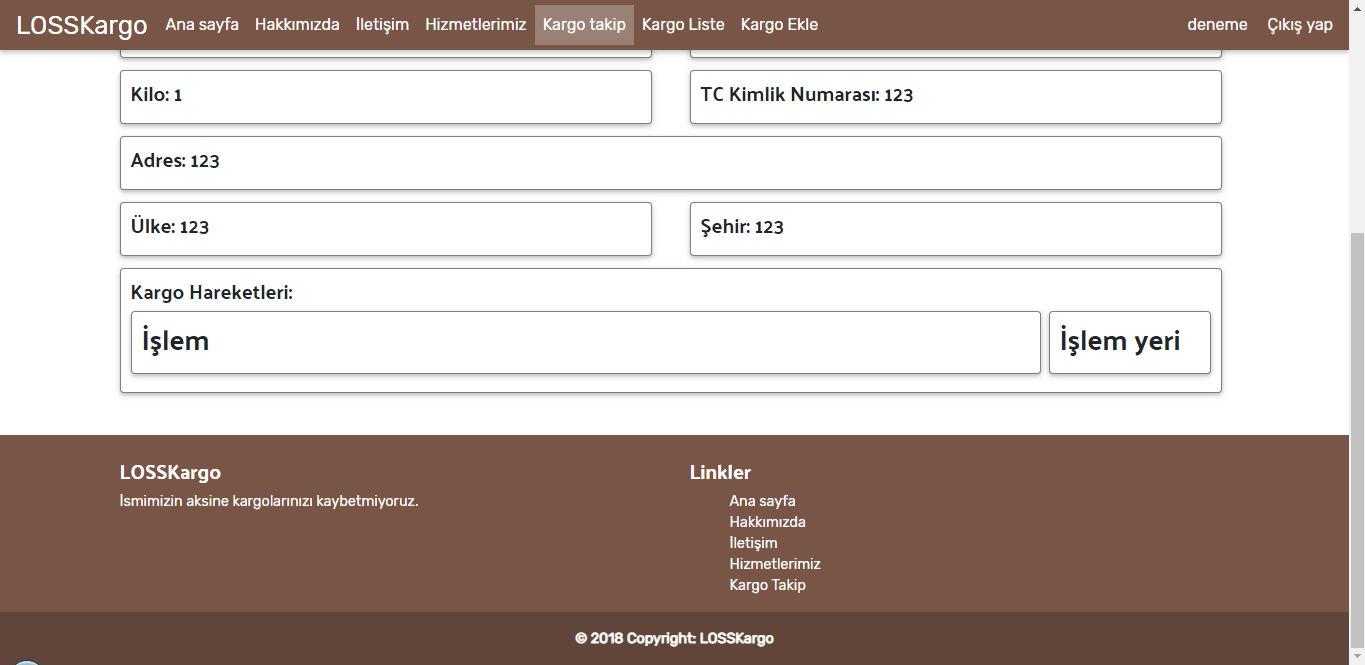 LOSSKargo Ana sayfa Hakkımızda İletişim Hizmetlerimiz Kargo takip Kargo Liste Kargo Ekle deneme Çıkış yap
Kilo: 1 TC Kimlik Numarası: 123
Adres: 123
Ülke: 123 Şehir: 123
Kargo Hareketleri:
İşlem İşlem yeri
LOSSKargo Linkler
İsmimizin aksine kargolarınızı kaybetmiyoruz. Ana sayfa
Hakkımızda
İletişim
Hizmetlerimiz
Kargo Takip
© 2018 Copyright: LOSSKargo